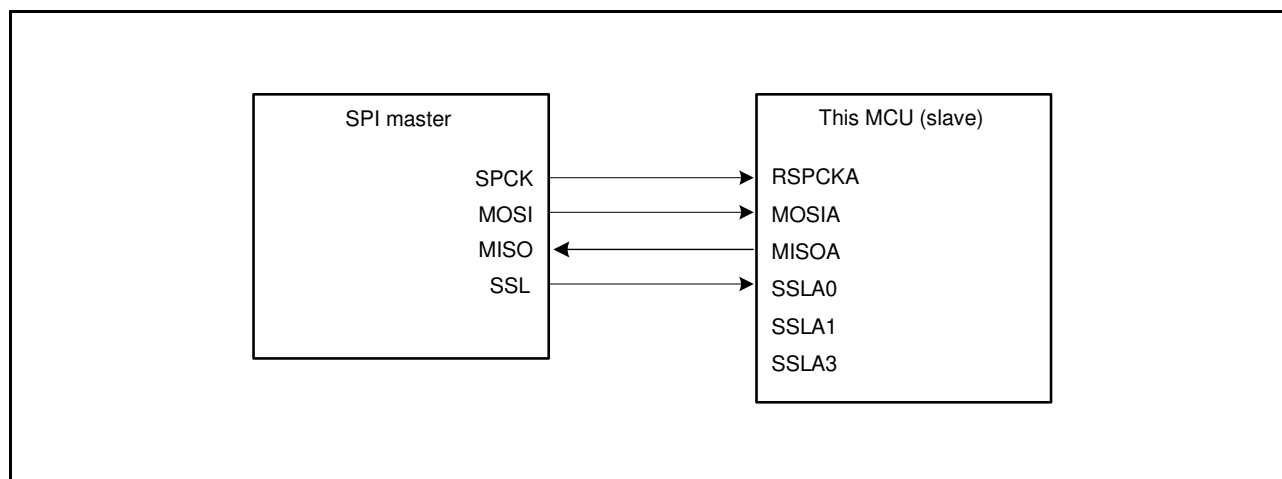 SPI master
SPCK
MOSI
MISO
SSL
This MCU (slave)
RSPCKA
MOSIA
MISOA
SSLA0
SSLA1
SSLA3